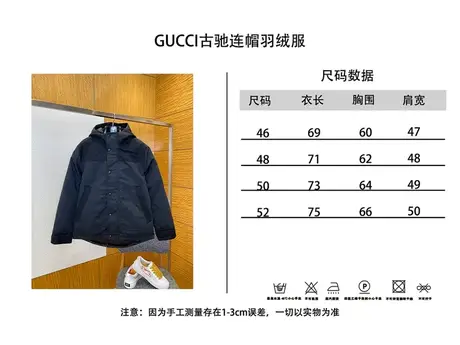 GUCCI古驰连帽羽绒服
尺码数据
尺码 衣长 胸围 肩宽
46 69 60 47
48 71 62 48
50 73 64 49
52 75 66 50
注意：因为手工测量存在1-3cm误差，一切以实物为准